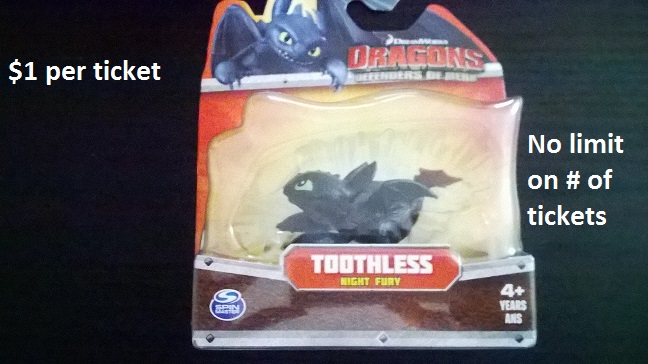 $1 per ticket
DreamWorks
DRAGONS
DEFENDERS OF BERK
No limit
on # of
tickets
TOOTHLESS
NIGHT FURY
SPIN
MASTER
4+
YEARS
ANS